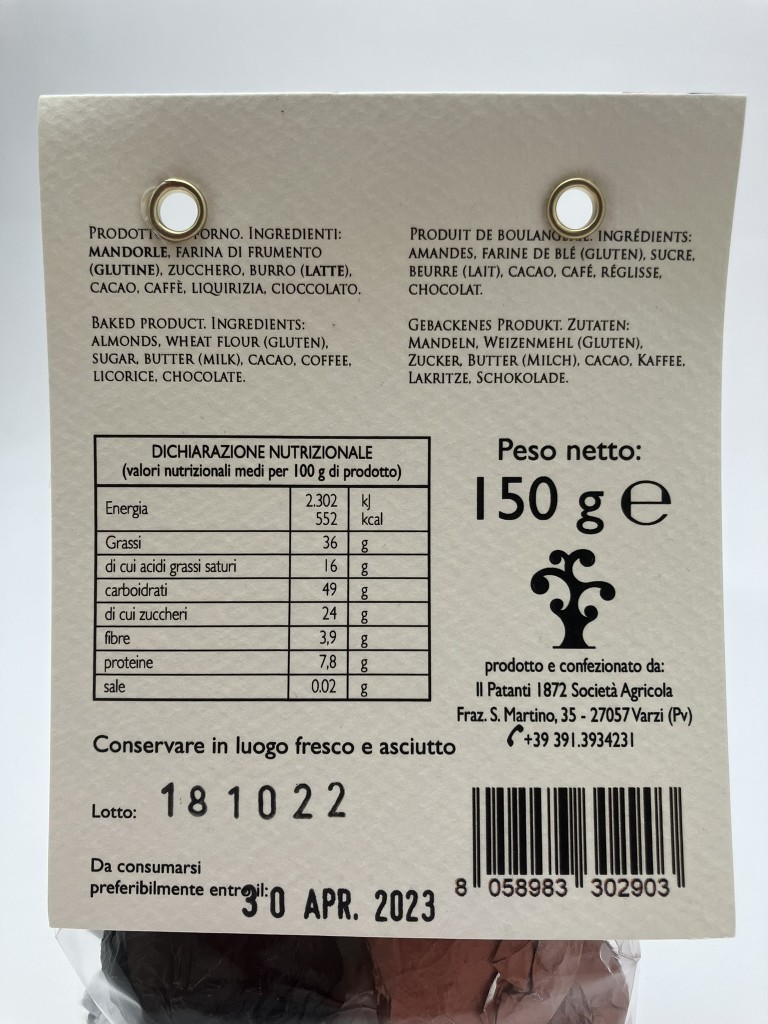 PRODOTTO FORNO. INGREDIENTI:
MANDORLE, FARINA DI FRUMENTO
(GLUTINE), ZUCCHERO, BURRO (LATTE),
CACAO, CAFFÈ, LIQUIRIZIA, CIOCCOLATO.
BAKED PRODUCT. INGREDIENTS:
ALMONDS, WHEAT FLOUR (GLUTEN),
SUGAR, BUTTER (MILK), CACAO, COFFEE,
LICORICE, CHOCOLATE.
PRODUIT DE BOULANGERIE. INGRÉDIENTS:
AMANDES, FARINE DE BLÉ (GLUTEN), SUCRE,
BEURRE (LAIT), CACAO, CAFÉ, RÉGLISSE,
CHOCOLAT.
GEBACKENES PRODUKT. ZUTATEN:
MANDELN, WEIZENMEHL (GLUTEN),
ZUCKER, BUTTER (MILCH), CACAO, KAFFEE,
LAKRITZE, SCHOKOLADE.
DICHIARAZIONE NUTRIZIONALE
(valori nutrizionali medi per 100 g di prodotto)
Energia 2.302 kJ
552 kcal
Grassi 36 g
di cui acidi grassi saturi 16 g
carboidrati 49 g
di cui zuccheri 24 g
fibre 3,9 g
proteine 7,8 g
sale 0.02 g
Peso netto:
150 g ℮
prodotto e confezionato da:
Il Patanti 1872 Società Agricola
Fraz. S. Martino, 35 - 27057 Varzi (Pv)
+39 391.3934231
Conservare in luogo fresco e asciutto
Lotto: 181022
Da consumarsi
preferibilmente entro il: 30 APR. 2023
8 058983 302903